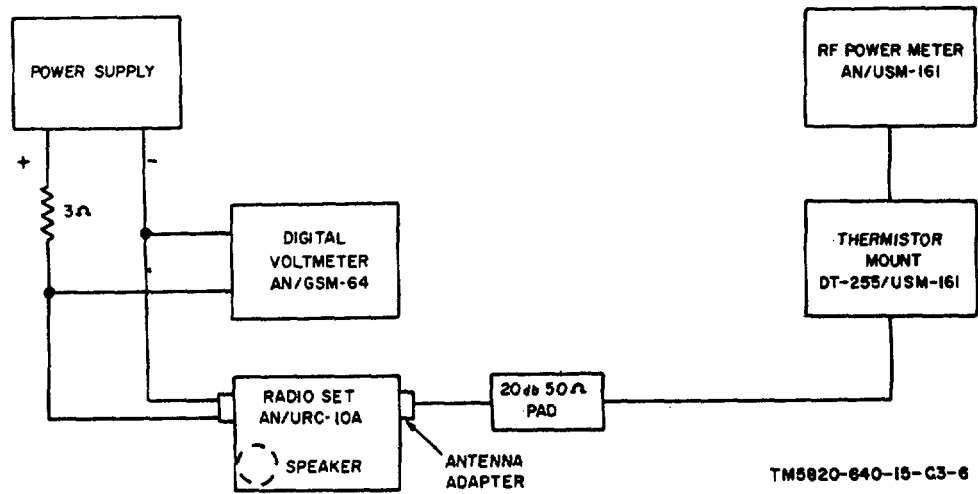 POWER SUPPLY
RF POWER METER
AN/USM-161
+
-
3Ω
DIGITAL
VOLTMETER
AN/GSM-64
THERMISTOR
MOUNT
DT-255/USM-161
RADIO SET
AN/URC-10A
SPEAKER
20db 50Ω
PAD
ANTENNA
ADAPTER
TM5820-640-15-C3-6